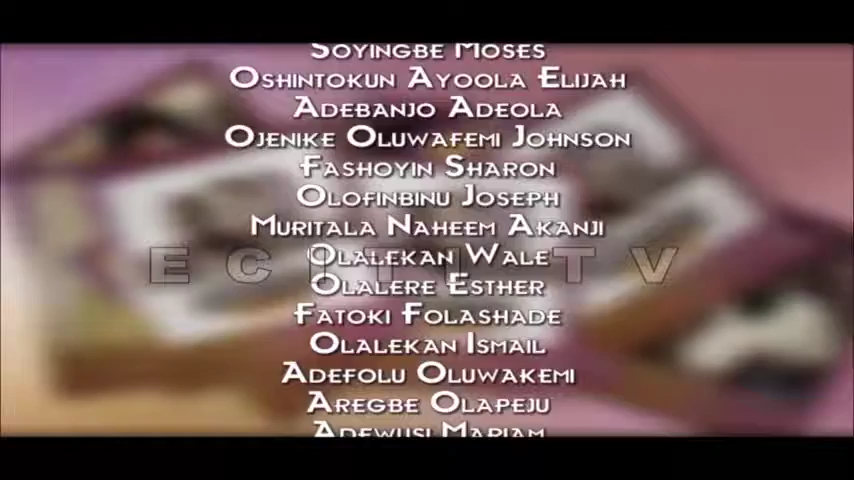 Soyingbe Moses
Oshintokun Ayoola Elijah
Adebanjo Adeola
Ojenike Oluwafemi Johnson
Fashoyin Sharon
Olofinbinu Joseph
Muritala Naheem Akanji
Olalekan Wale
Olalere Esther
Fatoki Folashade
Olalekan Ismail
Adefolu Oluwakemi
Aregbe Olapeju
Adewusi Mariam